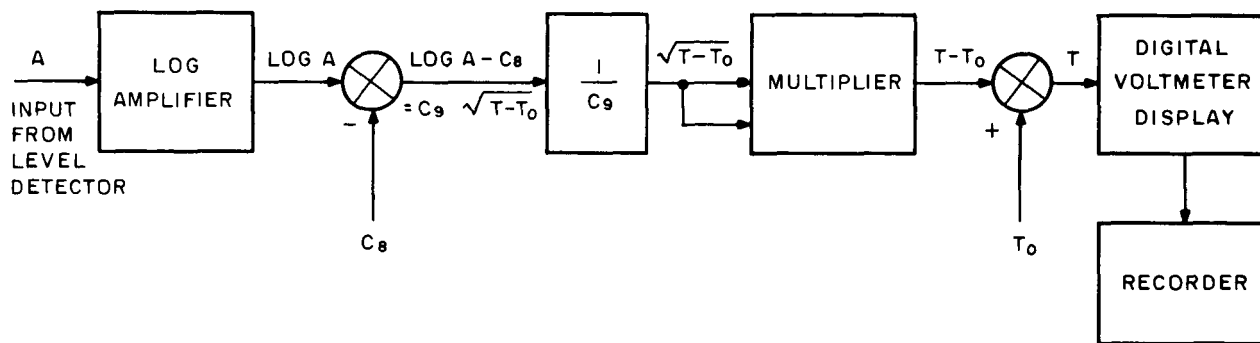 A
INPUT
FROM
LEVEL
DETECTOR
LOG
AMPLIFIER
LOG A
−
C₈
LOG A − C₈
= C₉ √T−T₀
1
C₉
√T−T₀
MULTIPLIER
T−T₀
+
T₀
T
DIGITAL
VOLTMETER
DISPLAY
RECORDER